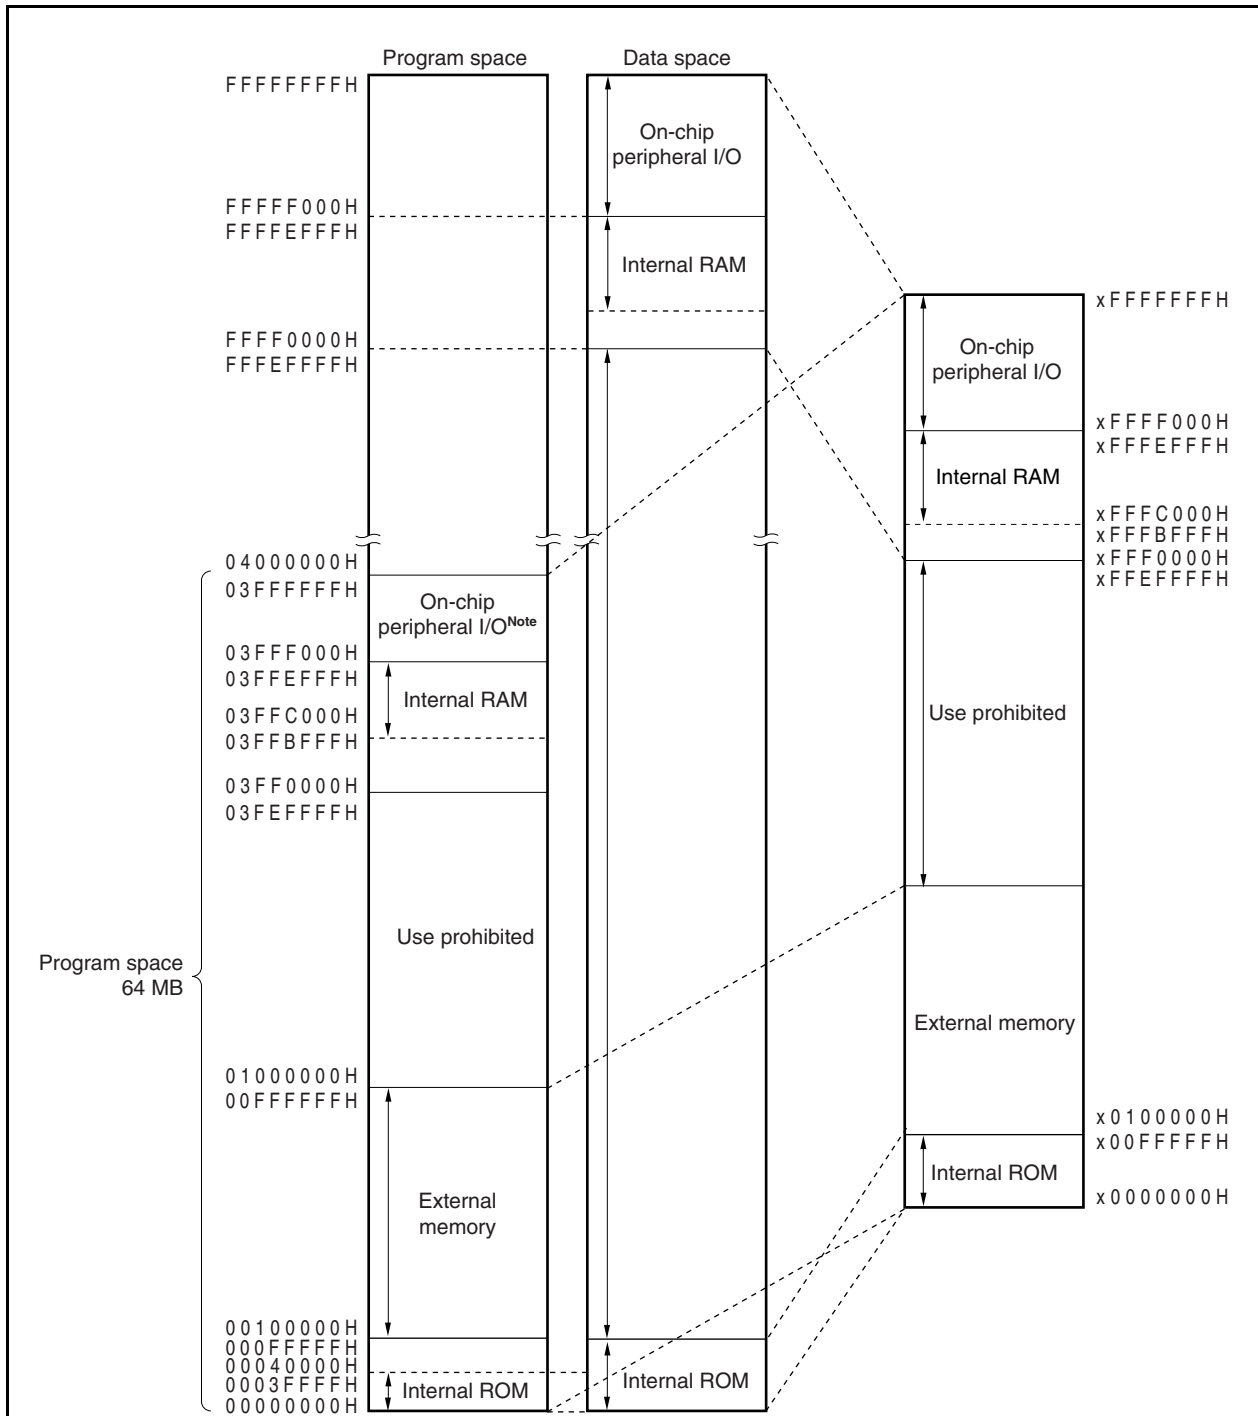 Program space
Data space
FFFFFFFFH
On-chip
peripheral I/O
FFFFF000H
FFFFEFFFH
Internal RAM
FFFF0000H
FFFEFFFFH
xFFFFFFFH
On-chip
peripheral I/O
xFFFF000H
xFFFEFFFH
Internal RAM
xFFFC000H
xFFFBFFFH
xFFF0000H
xFFEFFFFH
04000000H
03FFFFFFH
On-chip
peripheral I/ONote
03FFF000H
03FFEFFFH
Internal RAM
03FFC000H
03FFBFFFH
03FF0000H
03FEFFFFH
Use prohibited
Use prohibited
Program space
64 MB
External memory
01000000H
00FFFFFFH
x0100000H
x00FFFFFH
Internal ROM
x0000000H
External
memory
00100000H
000FFFFFH
00040000H
0003FFFFH
00000000H
Internal ROM
Internal ROM